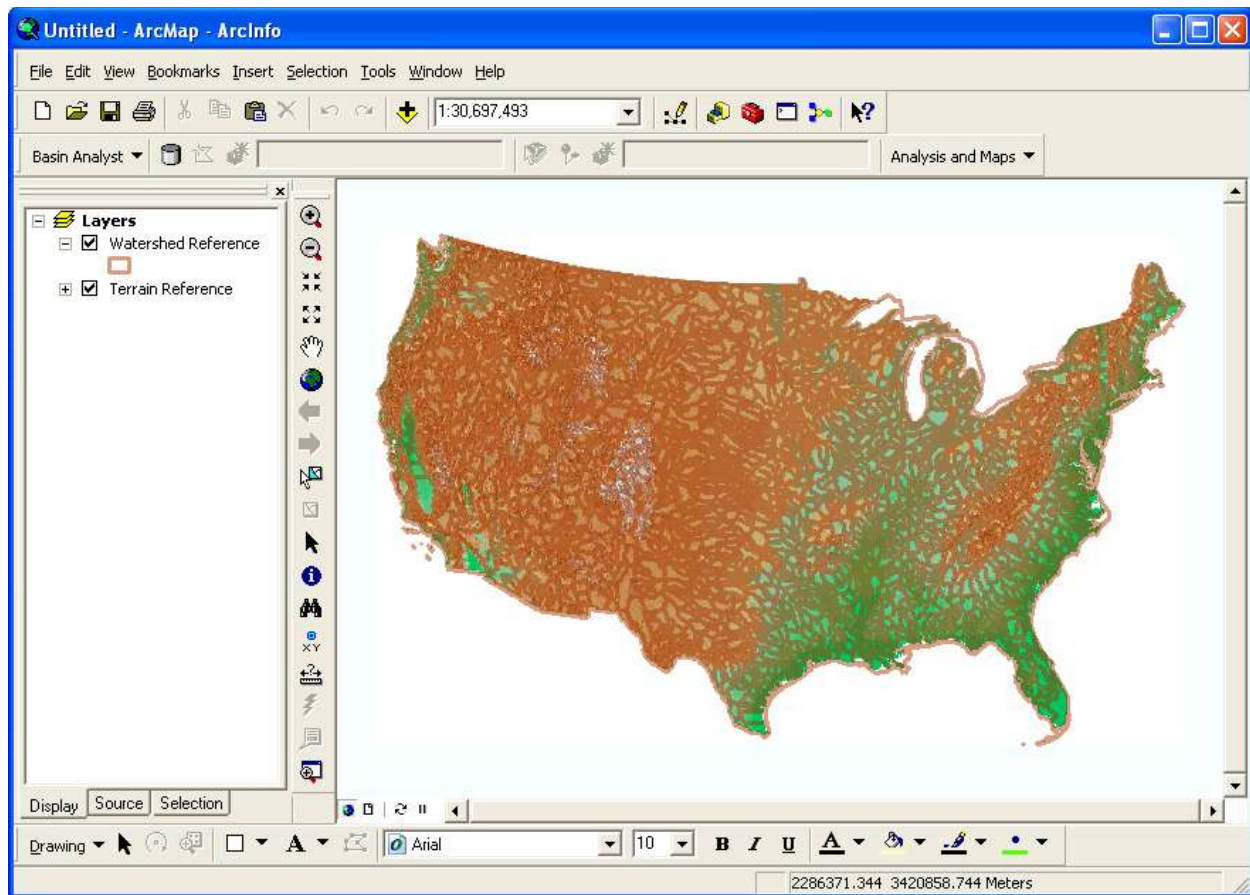 Untitled - ArcMap - ArcInfo
File Edit View Bookmarks Insert Selection Tools Window Help
1:30,697,493
Basin Analyst
Analysis and Maps
Layers
Watershed Reference
Terrain Reference
XY
Display Source Selection
Drawing A Arial 10 B I U A
2286371.344 3420858.744 Meters